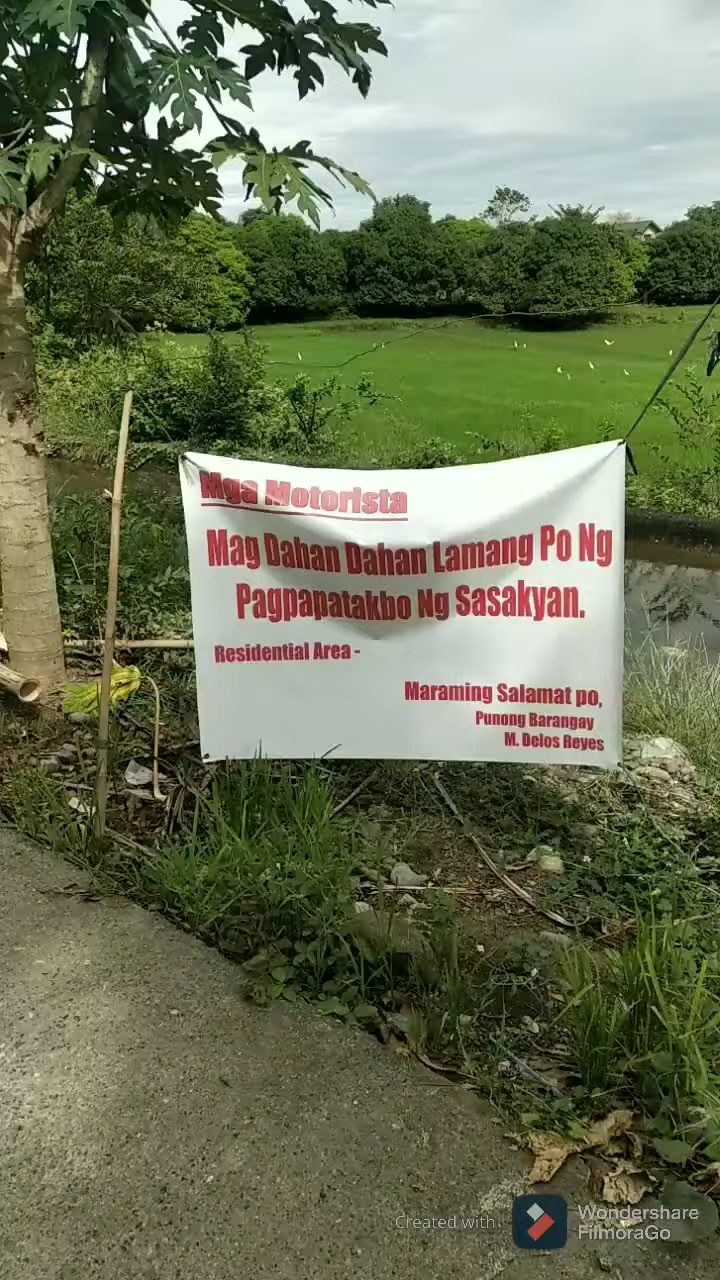 Mga Motorista
Mag Dahan Dahan Lamang Po Ng
Pagpapatakbo Ng Sasakyan.
Residential Area -
Maraming Salamat po,
Punong Barangay
M. Delos Reyes
Created with
Wondershare
FilmoraGo